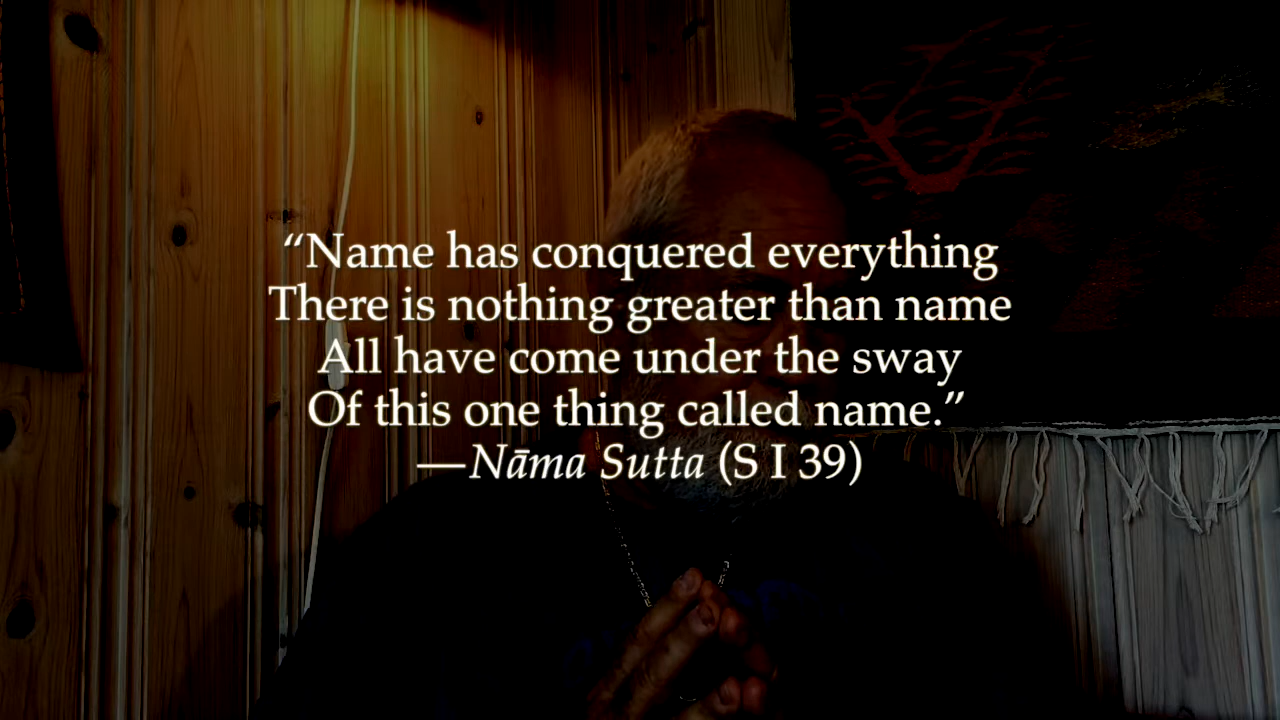 “Name has conquered everything
There is nothing greater than name
All have come under the sway
Of this one thing called name.”
—Nāma Sutta (S I 39)